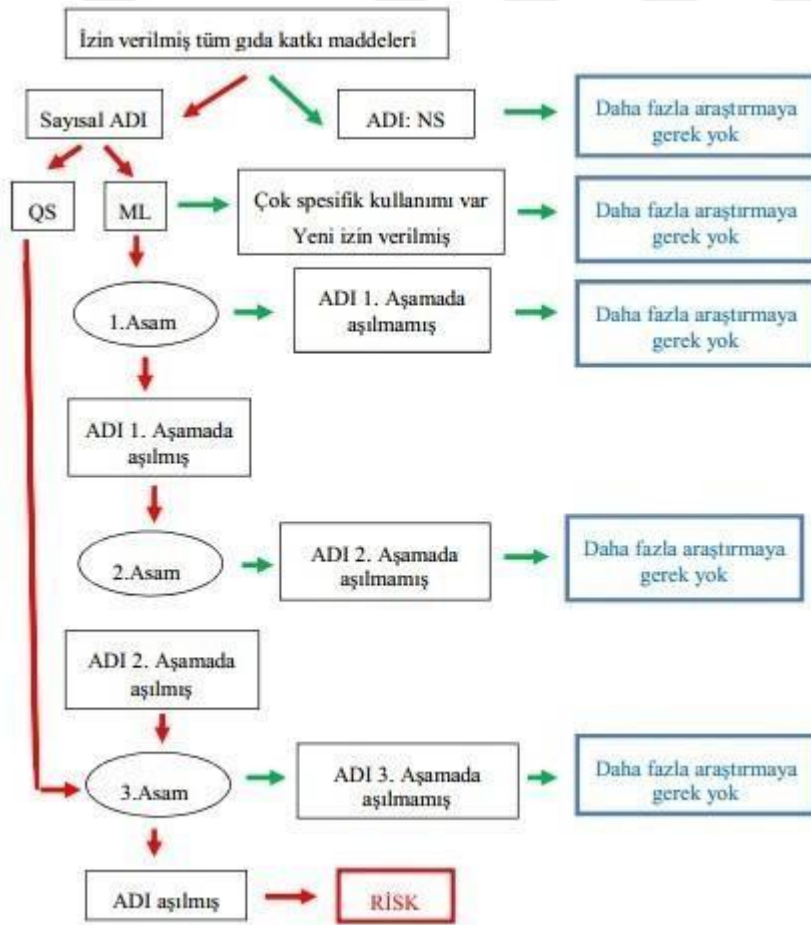 İzin verilmiş tüm gıda katkı maddeleri
Sayısal ADI
ADI: NS
Daha fazla araştırmaya
gerek yok
QS
ML
Çok spesifik kullanımı var
Yeni izin verilmiş
Daha fazla araştırmaya
gerek yok
1.Asam
ADI 1. Aşamada
aşılmamış
Daha fazla araştırmaya
gerek yok
ADI 1. Aşamada
aşılmış
2.Asam
ADI 2. Aşamada
aşılmamış
Daha fazla araştırmaya
gerek yok
ADI 2. Aşamada
aşılmış
3.Asam
ADI 3. Aşamada
aşılmamış
Daha fazla araştırmaya
gerek yok
ADI aşılmış
RİSK